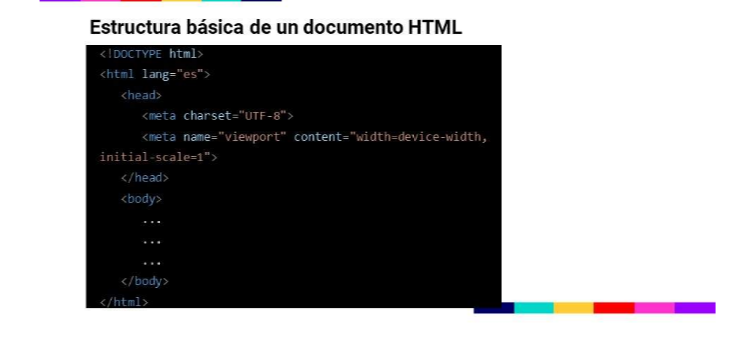 Estructura básica de un documento HTML
<!DOCTYPE html>
<html lang="es">
<head>
<meta charset="UTF-8">
<meta name="viewport" content="width=device-width,
initial-scale=1">
</head>
<body>
...
...
...
</body>
</html>